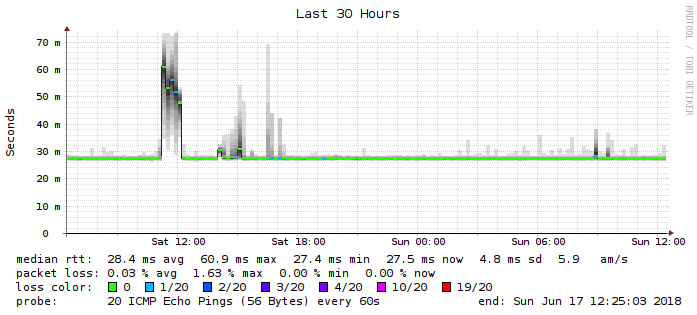 Last 30 Hours
RRDTOOL / TOBI OETIKER
Seconds
70 m
60 m
50 m
40 m
30 m
20 m
10 m
0
Sat 12:00 Sat 18:00 Sun 00:00 Sun 06:00 Sun 12:00
median rtt: 28.4 ms avg 60.9 ms max 27.4 ms min 27.5 ms now 4.8 ms sd 5.9 am/s
packet loss: 0.03 % avg 1.63 % max 0.00 % min 0.00 % now
loss color: 0 1/20 2/20 3/20 4/20 10/20 19/20
probe: 20 ICMP Echo Pings (56 Bytes) every 60s end: Sun Jun 17 12:25:03 2018